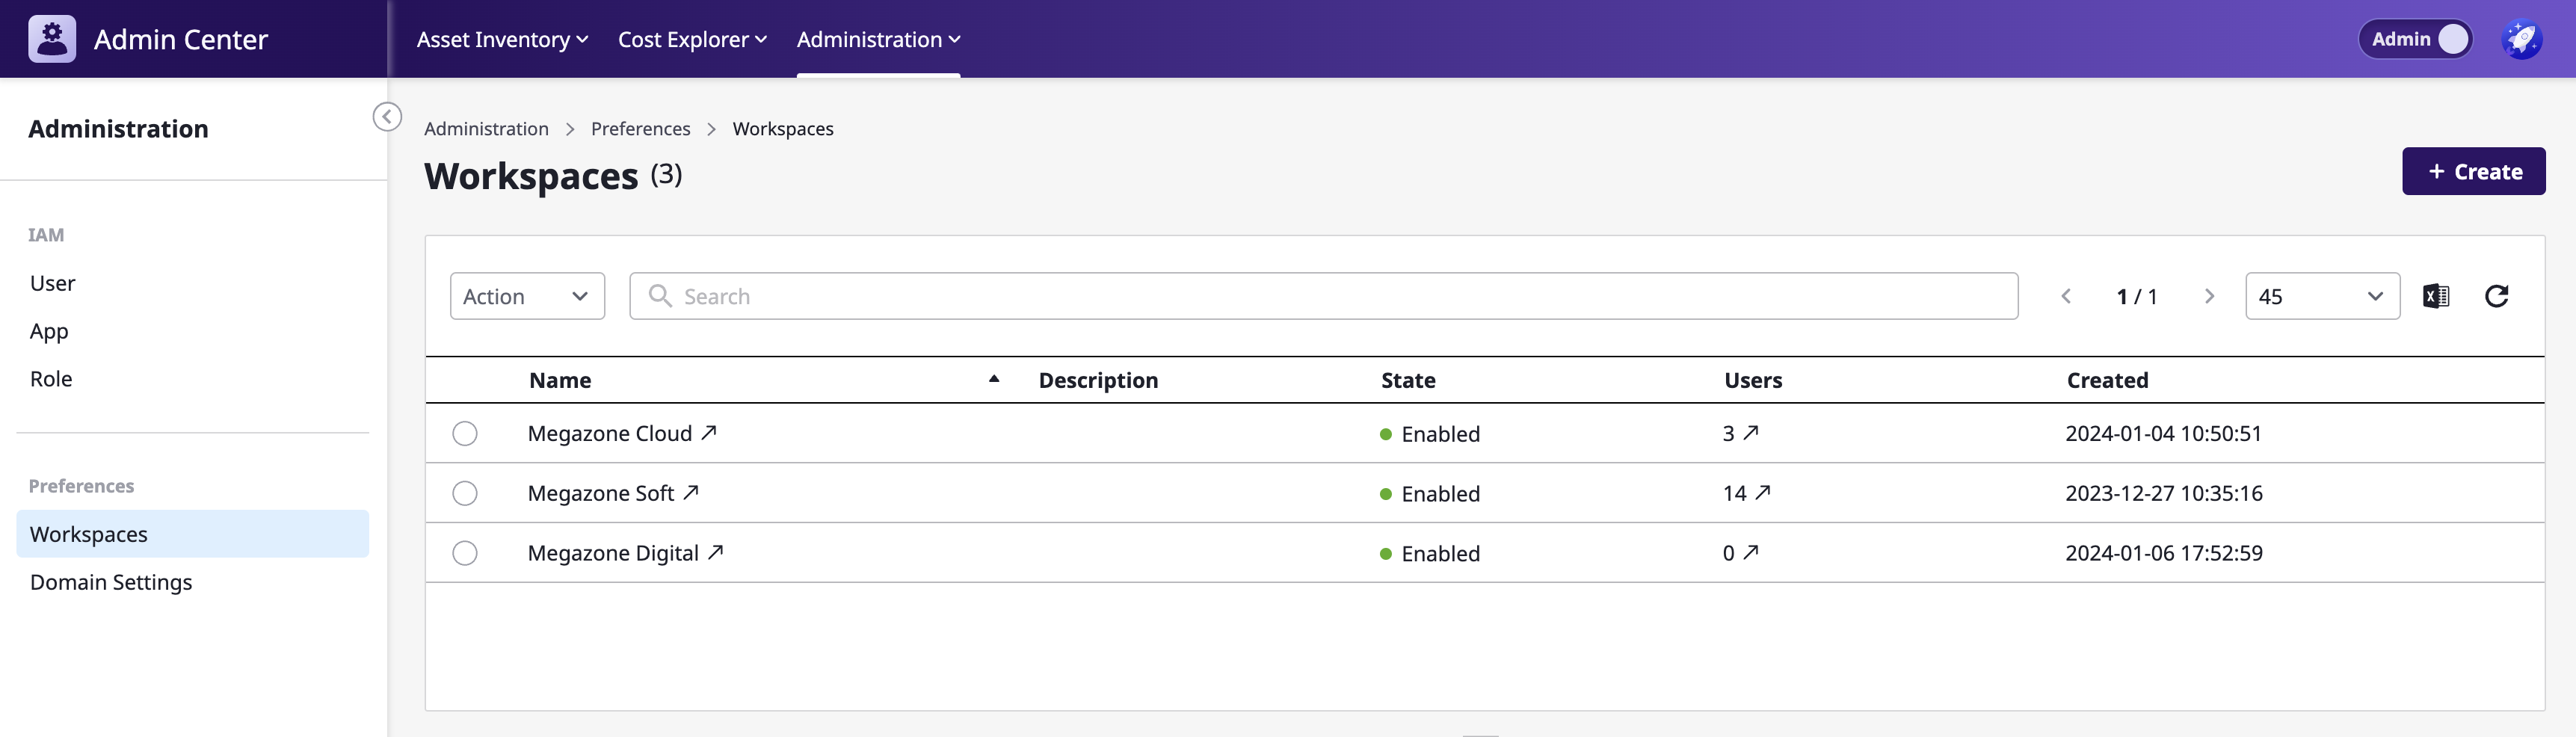 Admin Center
Asset Inventory Cost Explorer Administration
Admin
Administration
IAM
User
App
Role
Preferences
Workspaces
Domain Settings
Administration > Preferences > Workspaces
Workspaces (3)
+ Create
Action
Search
1 / 1
45
Name Description State Users Created
Megazone Cloud Enabled 3 2024-01-04 10:50:51
Megazone Soft Enabled 14 2023-12-27 10:35:16
Megazone Digital Enabled 0 2024-01-06 17:52:59